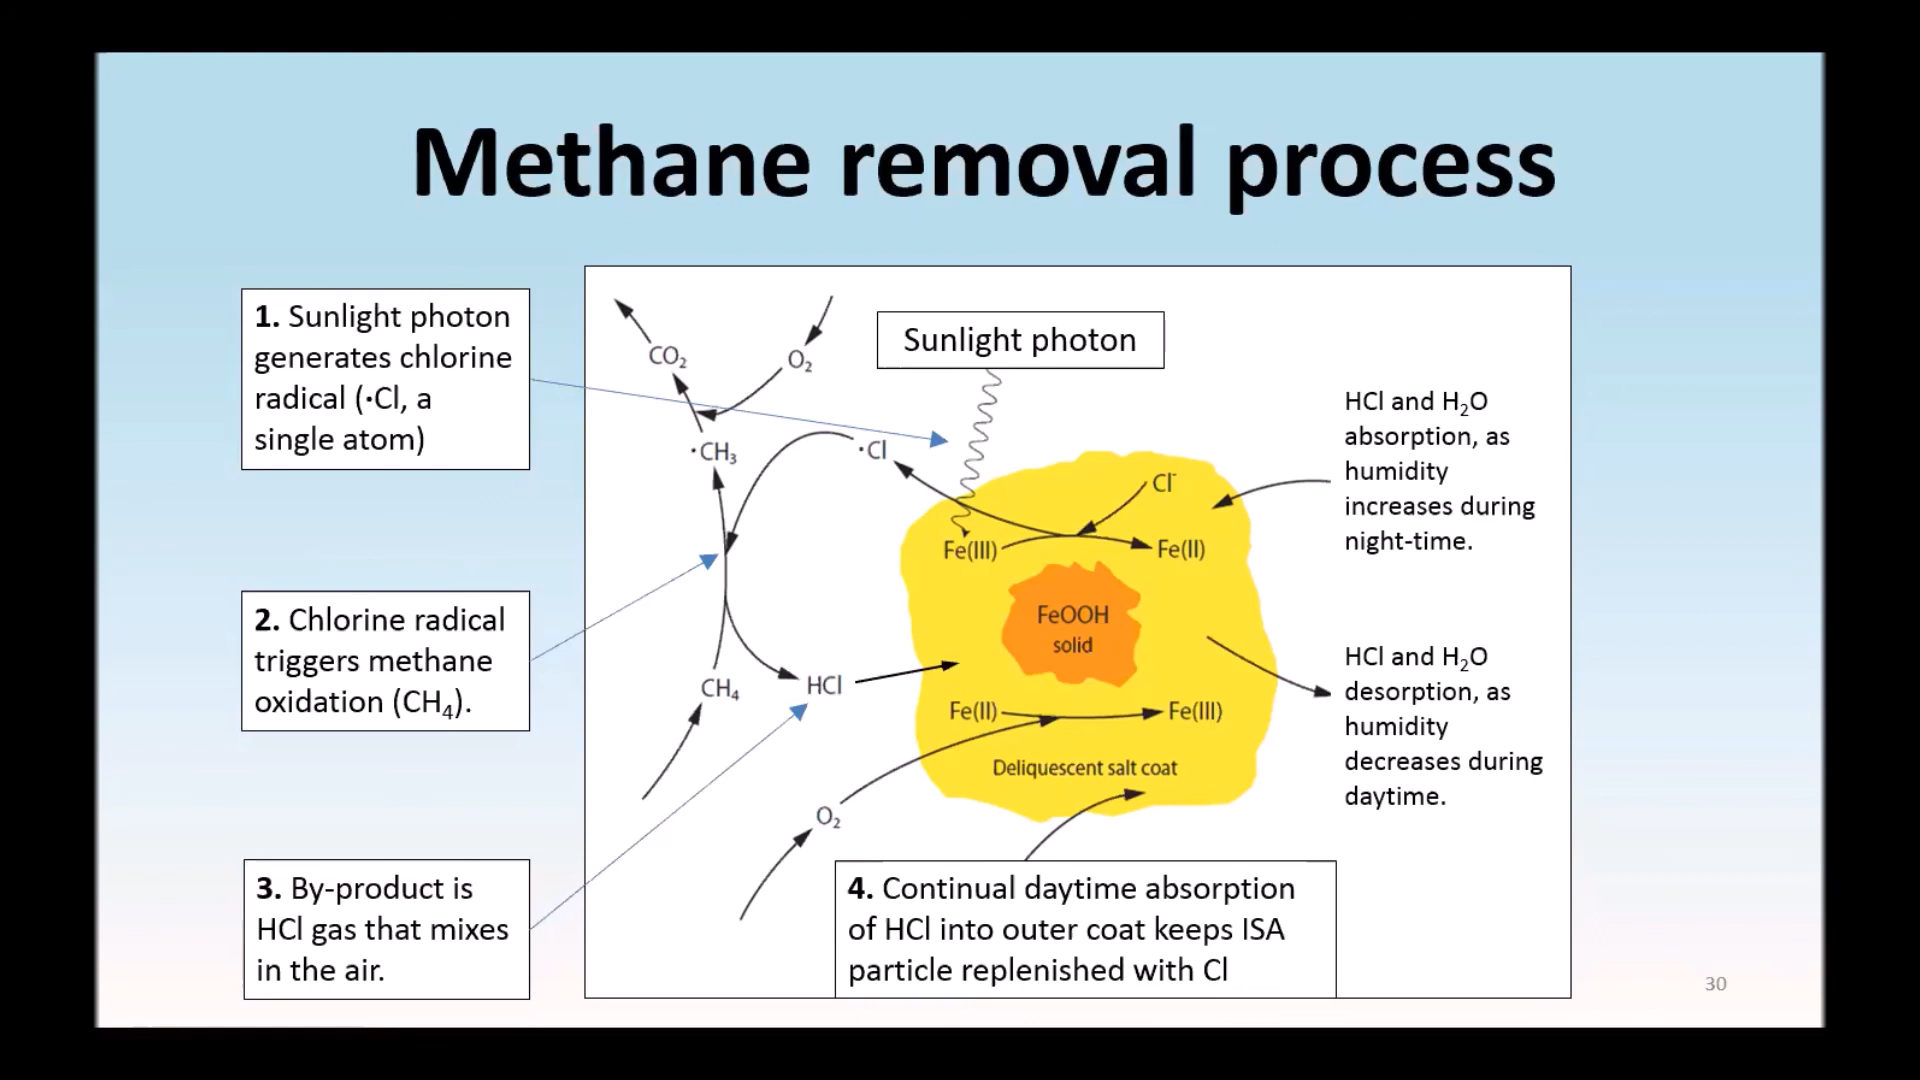 Methane removal process
1. Sunlight photon
generates chlorine
radical (·Cl, a
single atom)
2. Chlorine radical
triggers methane
oxidation (CH₄).
3. By-product is
HCl gas that mixes
in the air.
CO₂
O₂
Sunlight photon
·CH₃
·Cl
Cl⁻
Fe(III)
Fe(II)
FeOOH
solid
CH₄
HCl
Fe(II)
Fe(III)
Deliquescent salt coat
O₂
HCl and H₂O
absorption, as
humidity
increases during
night-time.
HCl and H₂O
desorption, as
humidity
decreases during
daytime.
4. Continual daytime absorption
of HCl into outer coat keeps ISA
particle replenished with Cl
30